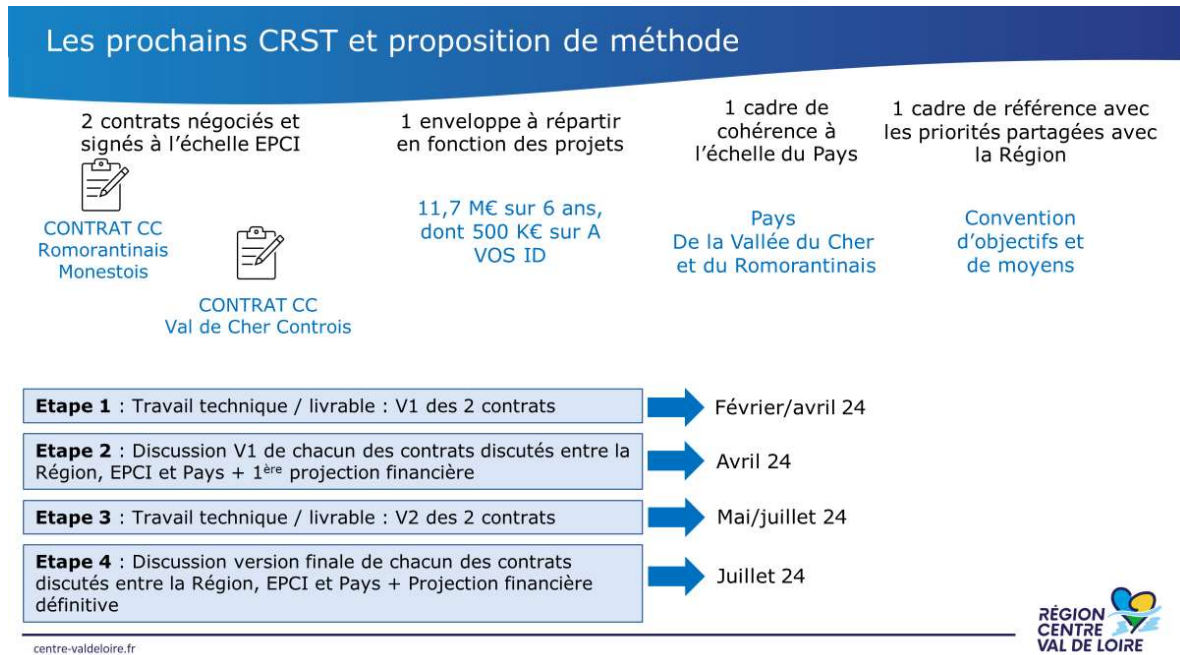 Les prochains CRST et proposition de méthode
2 contrats négociés et
signés à l'échelle EPCI
CONTRAT CC
Romorantinais
Monestois
CONTRAT CC
Val de Cher Controis
1 enveloppe à répartir
en fonction des projets
11,7 M€ sur 6 ans,
dont 500 K€ sur A
VOS ID
1 cadre de
cohérence à
l'échelle du Pays
Pays
De la Vallée du Cher
et du Romorantinais
1 cadre de référence avec
les priorités partagées avec
la Région
Convention
d'objectifs et
de moyens
Etape 1 : Travail technique / livrable : V1 des 2 contrats
Février/avril 24
Etape 2 : Discussion V1 de chacun des contrats discutés entre la
Région, EPCI et Pays + 1ère projection financière
Avril 24
Etape 3 : Travail technique / livrable : V2 des 2 contrats
Mai/juillet 24
Etape 4 : Discussion version finale de chacun des contrats
discutés entre la Région, EPCI et Pays + Projection financière
définitive
Juillet 24
centre-valdeloire.fr
RÉGION
CENTRE
VAL DE LOIRE